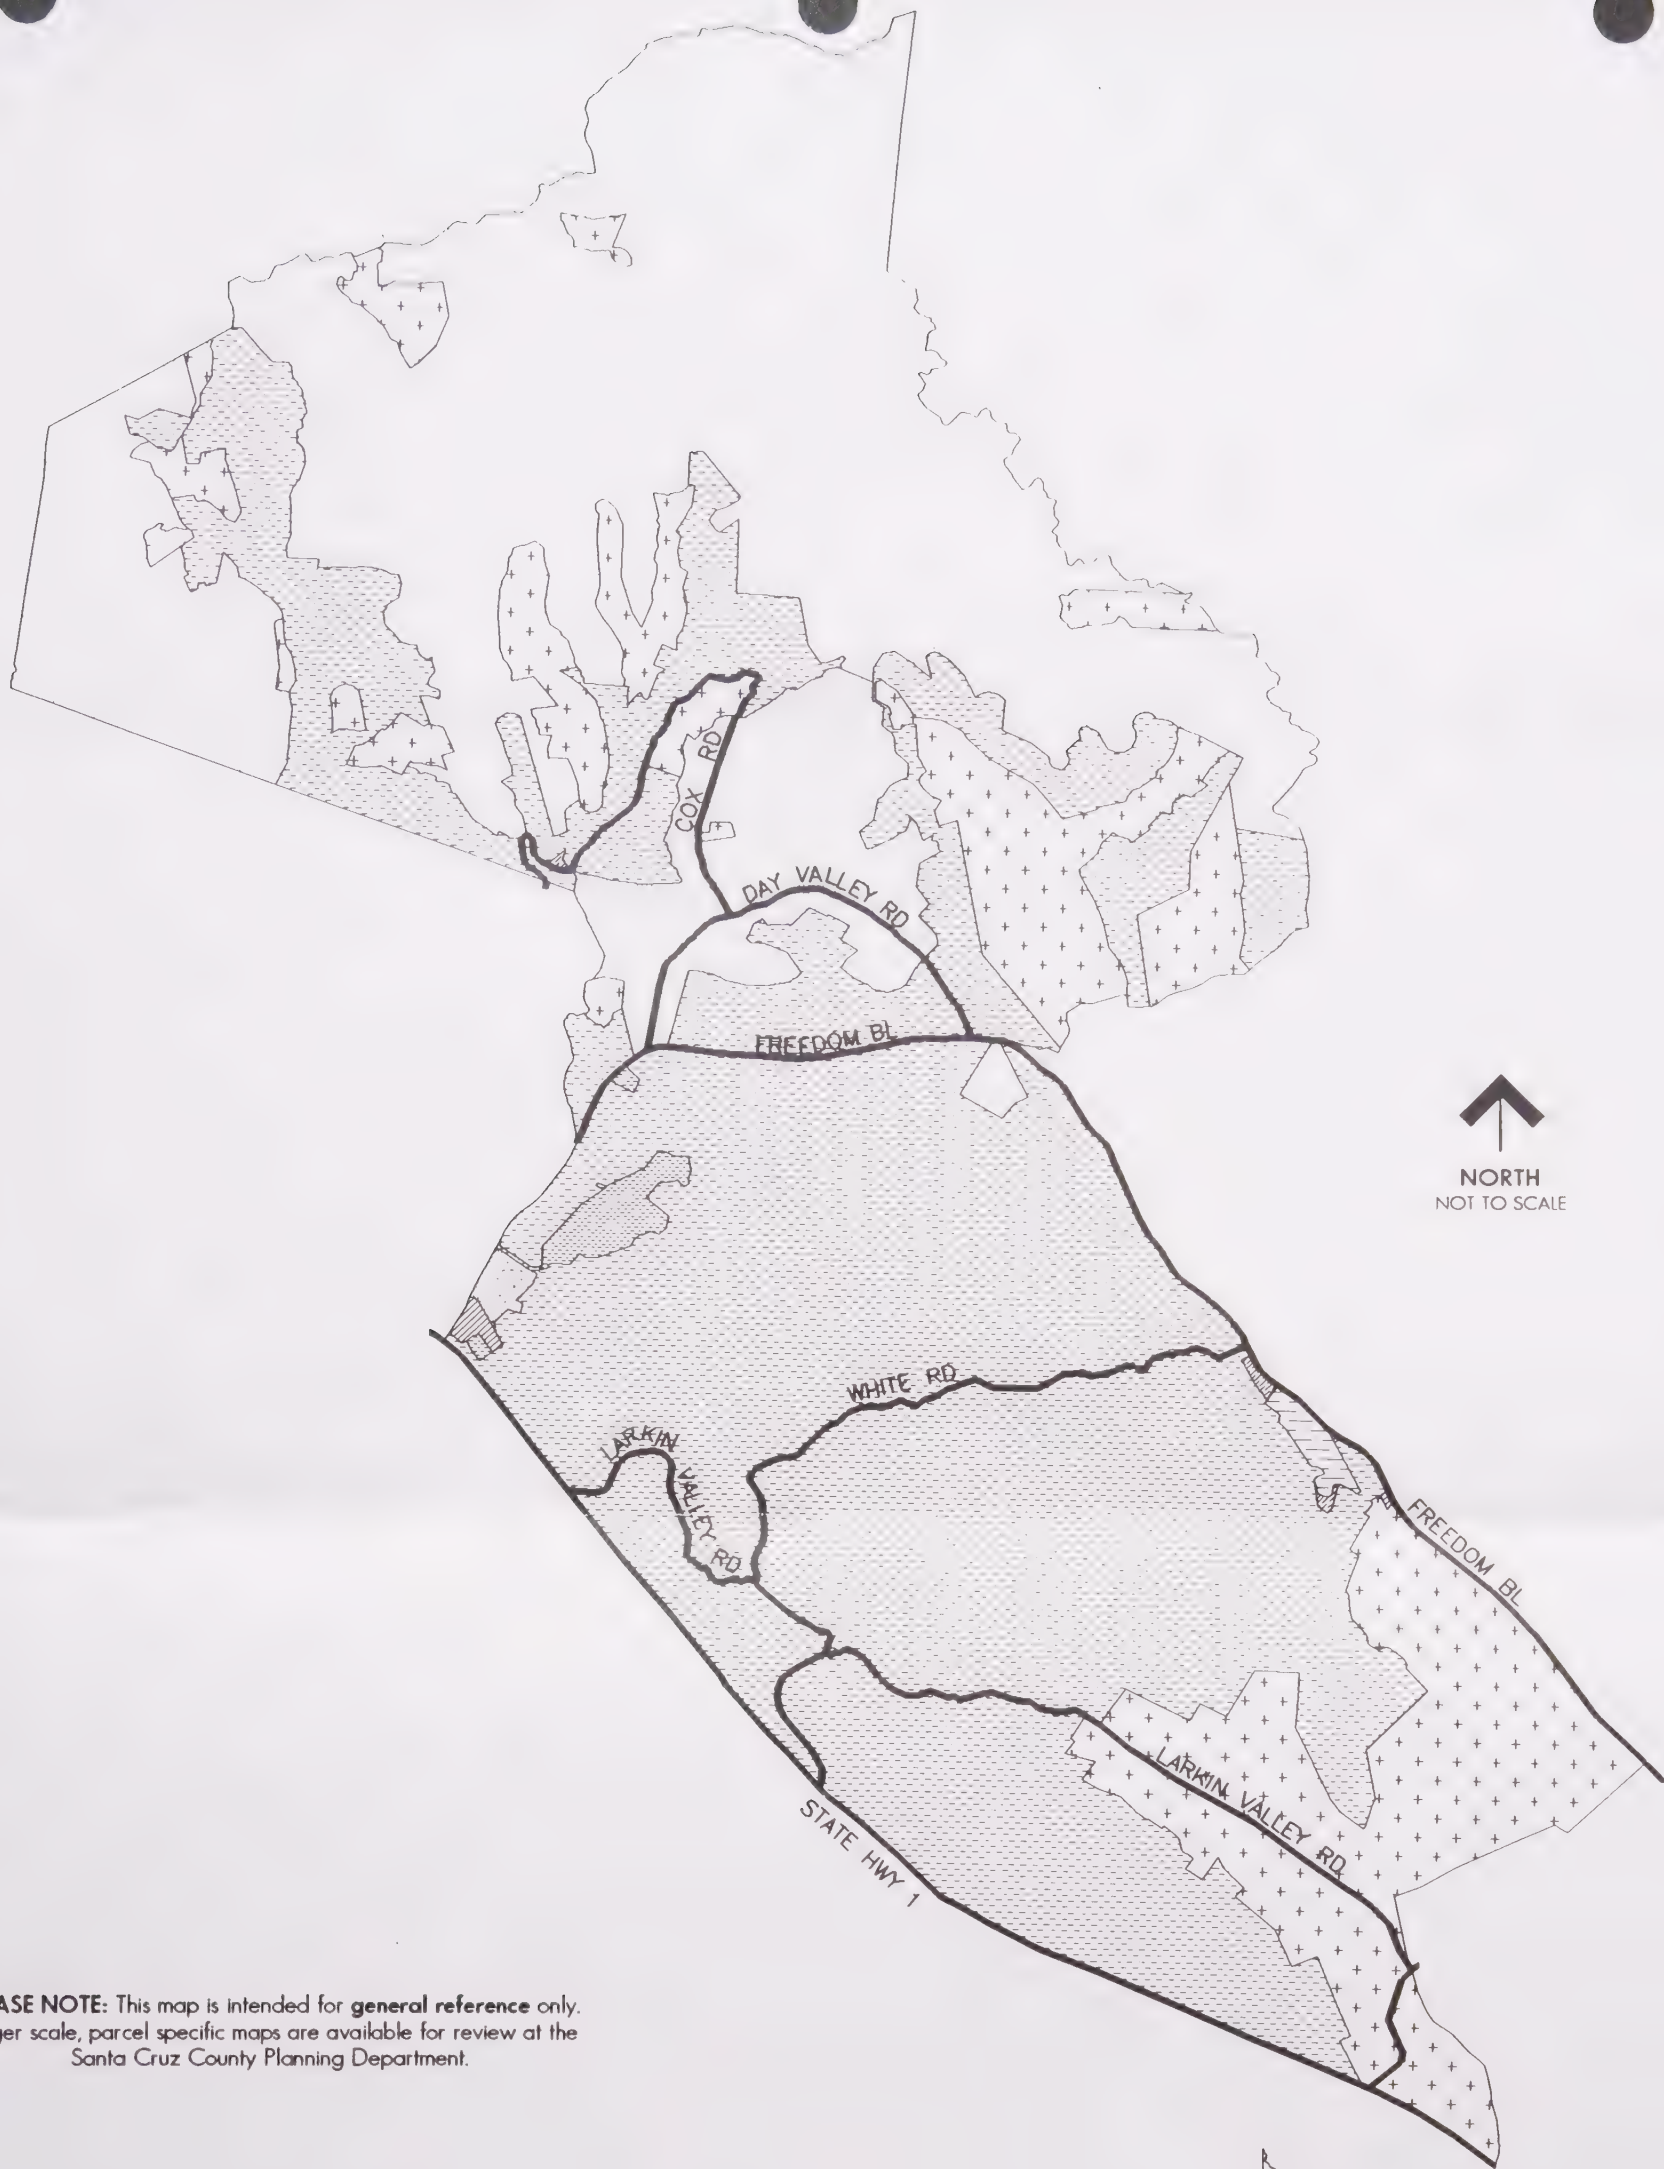 COX RD
DAY VALLEY RD
FREEDOM BL
NORTH
NOT TO SCALE
WHITE RD
LARKIN VALLEY RD
FREEDOM BL
LARKIN VALLEY RD
STATE HWY 1
ASE NOTE: This map is intended for general reference only.
ger scale, parcel specific maps are available for review at the
Santa Cruz County Planning Department.